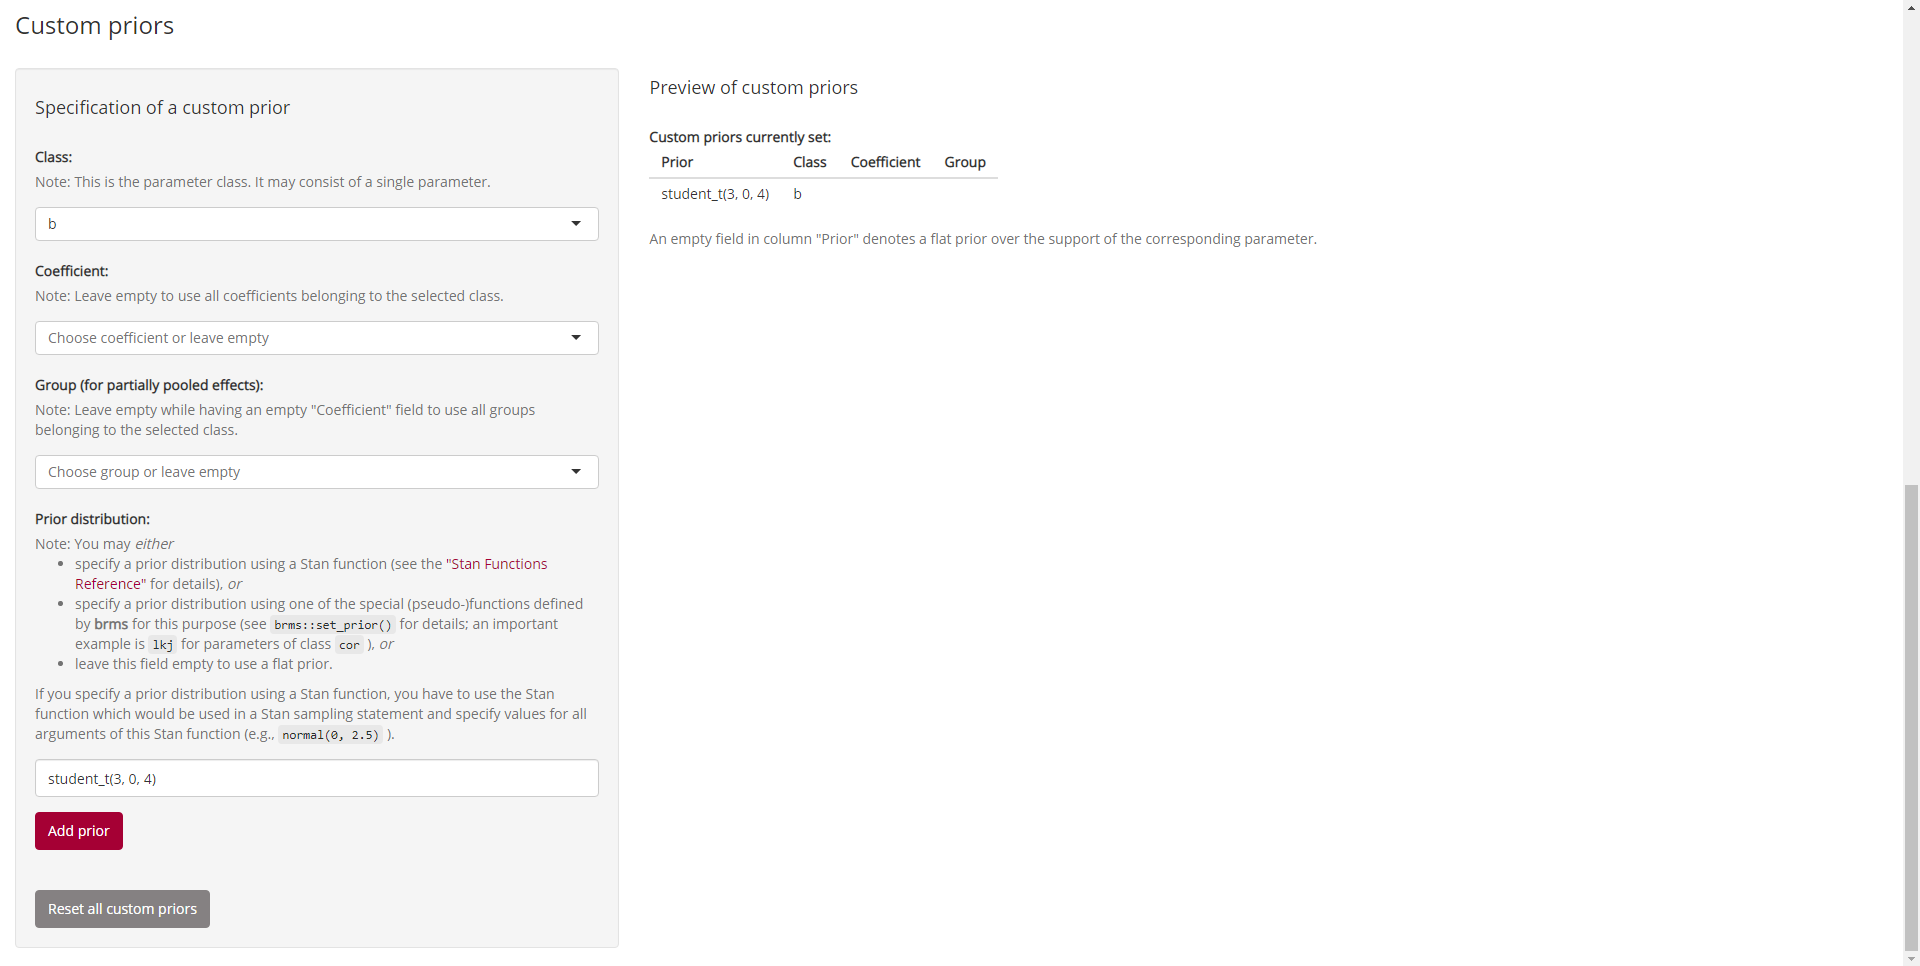 Custom priors
Specification of a custom prior
Class:
Note: This is the parameter class. It may consist of a single parameter.
b
Coefficient:
Note: Leave empty to use all coefficients belonging to the selected class.
Choose coefficient or leave empty
Group (for partially pooled effects):
Note: Leave empty while having an empty "Coefficient" field to use all groups
belonging to the selected class.
Choose group or leave empty
Prior distribution:
Note: You may either
• specify a prior distribution using a Stan function (see the "Stan Functions
Reference" for details), or
• specify a prior distribution using one of the special (pseudo-)functions defined
by brms for this purpose (see brms::set_prior() for details; an important
example is lkj for parameters of class cor ), or
• leave this field empty to use a flat prior.
If you specify a prior distribution using a Stan function, you have to use the Stan
function which would be used in a Stan sampling statement and specify values for all
arguments of this Stan function (e.g., normal(0, 2.5) ).
student_t(3, 0, 4)
Add prior
Reset all custom priors
Preview of custom priors
Custom priors currently set:
Prior Class Coefficient Group
student_t(3, 0, 4) b
An empty field in column "Prior" denotes a flat prior over the support of the corresponding parameter.